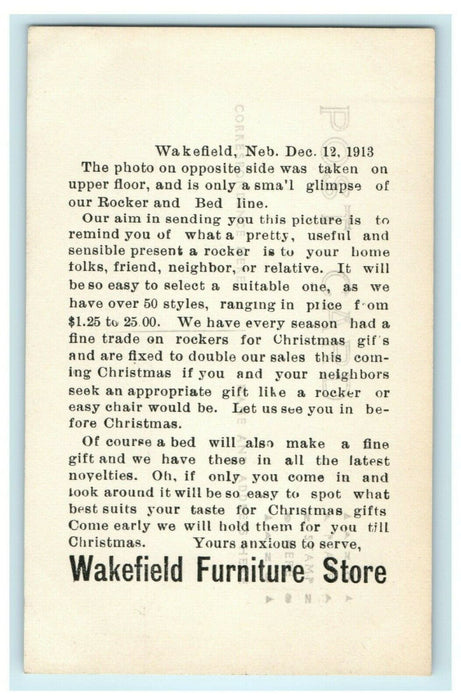 Wakefield, Neb. Dec. 12, 1913
The photo on opposite side was taken on
upper floor, and is only a sma'l glimpse of
our Rocker and Bed line.
Our aim in sending you this picture is to
remind you of what a pretty, useful and
sensible present a rocker is to your home
folks, friend, neighbor, or relative. It will
be so easy to select a suitable one, as we
have over 50 styles, ranging in price f om
$1.25 to 25 00. We have every season had a
fine trade on rockers for Christmas gif s
and are fixed to double our sales this com-
ing Christmas if you and your neighbors
seek an appropriate gift like a rocker or
easy chair would be. Let us see you in be-
fore Christmas.
Of course a bed will also make a fine
gift and we have these in all the latest
novelties. Oh, if only you come in and
look around it will be so easy to spot what
best suits your taste for Christmas gifts
Come early we will hold them for you till
Christmas. Yours anxious to serve,
Wakefield Furniture Store